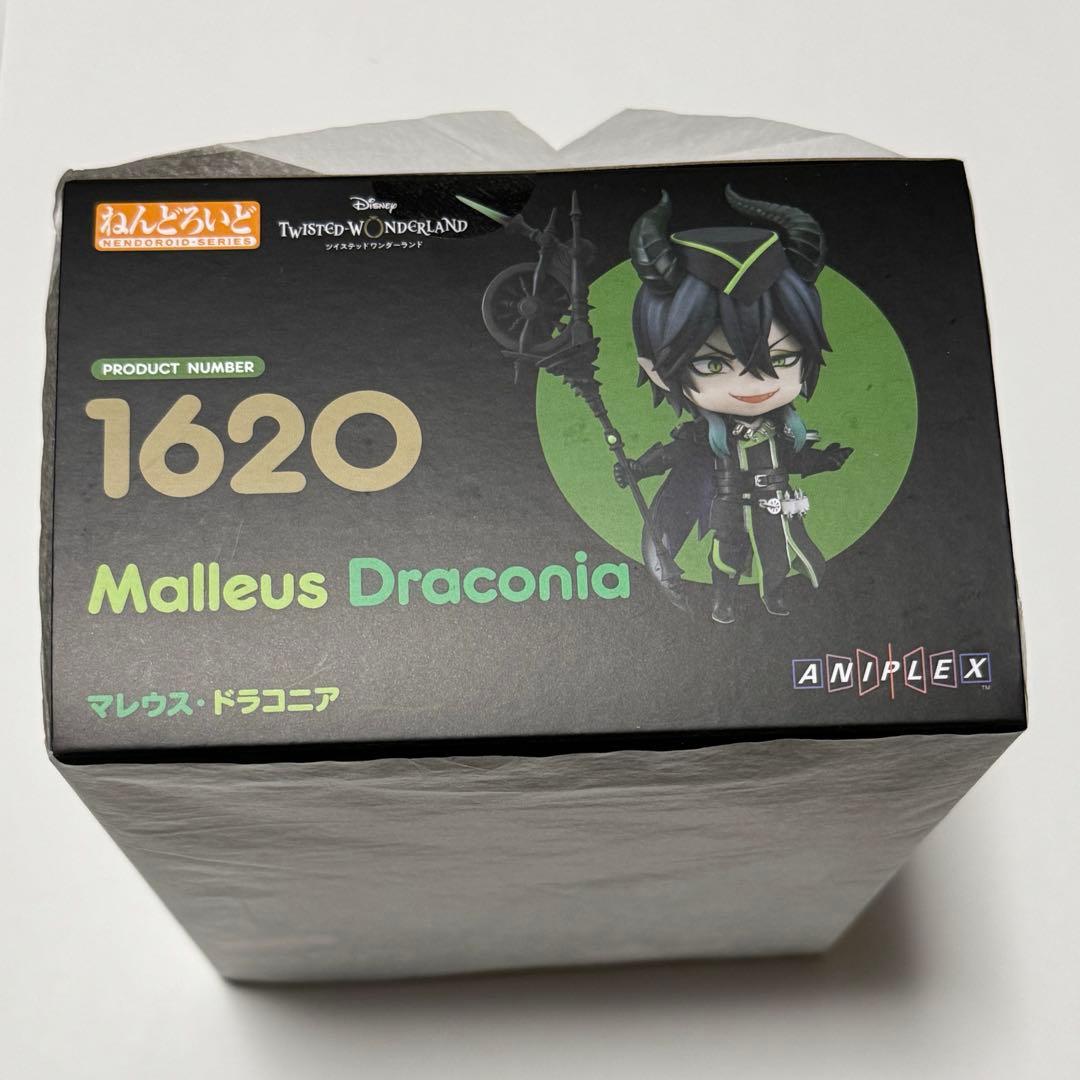 ねんどろいど
NENDOROID-SERIES
Disney
TWISTED-WONDERLAND
ツイステッドワンダーランド
PRODUCT NUMBER
1620
Malleus Draconia
マレウス・ドラコニア
ANIPLEX
TM